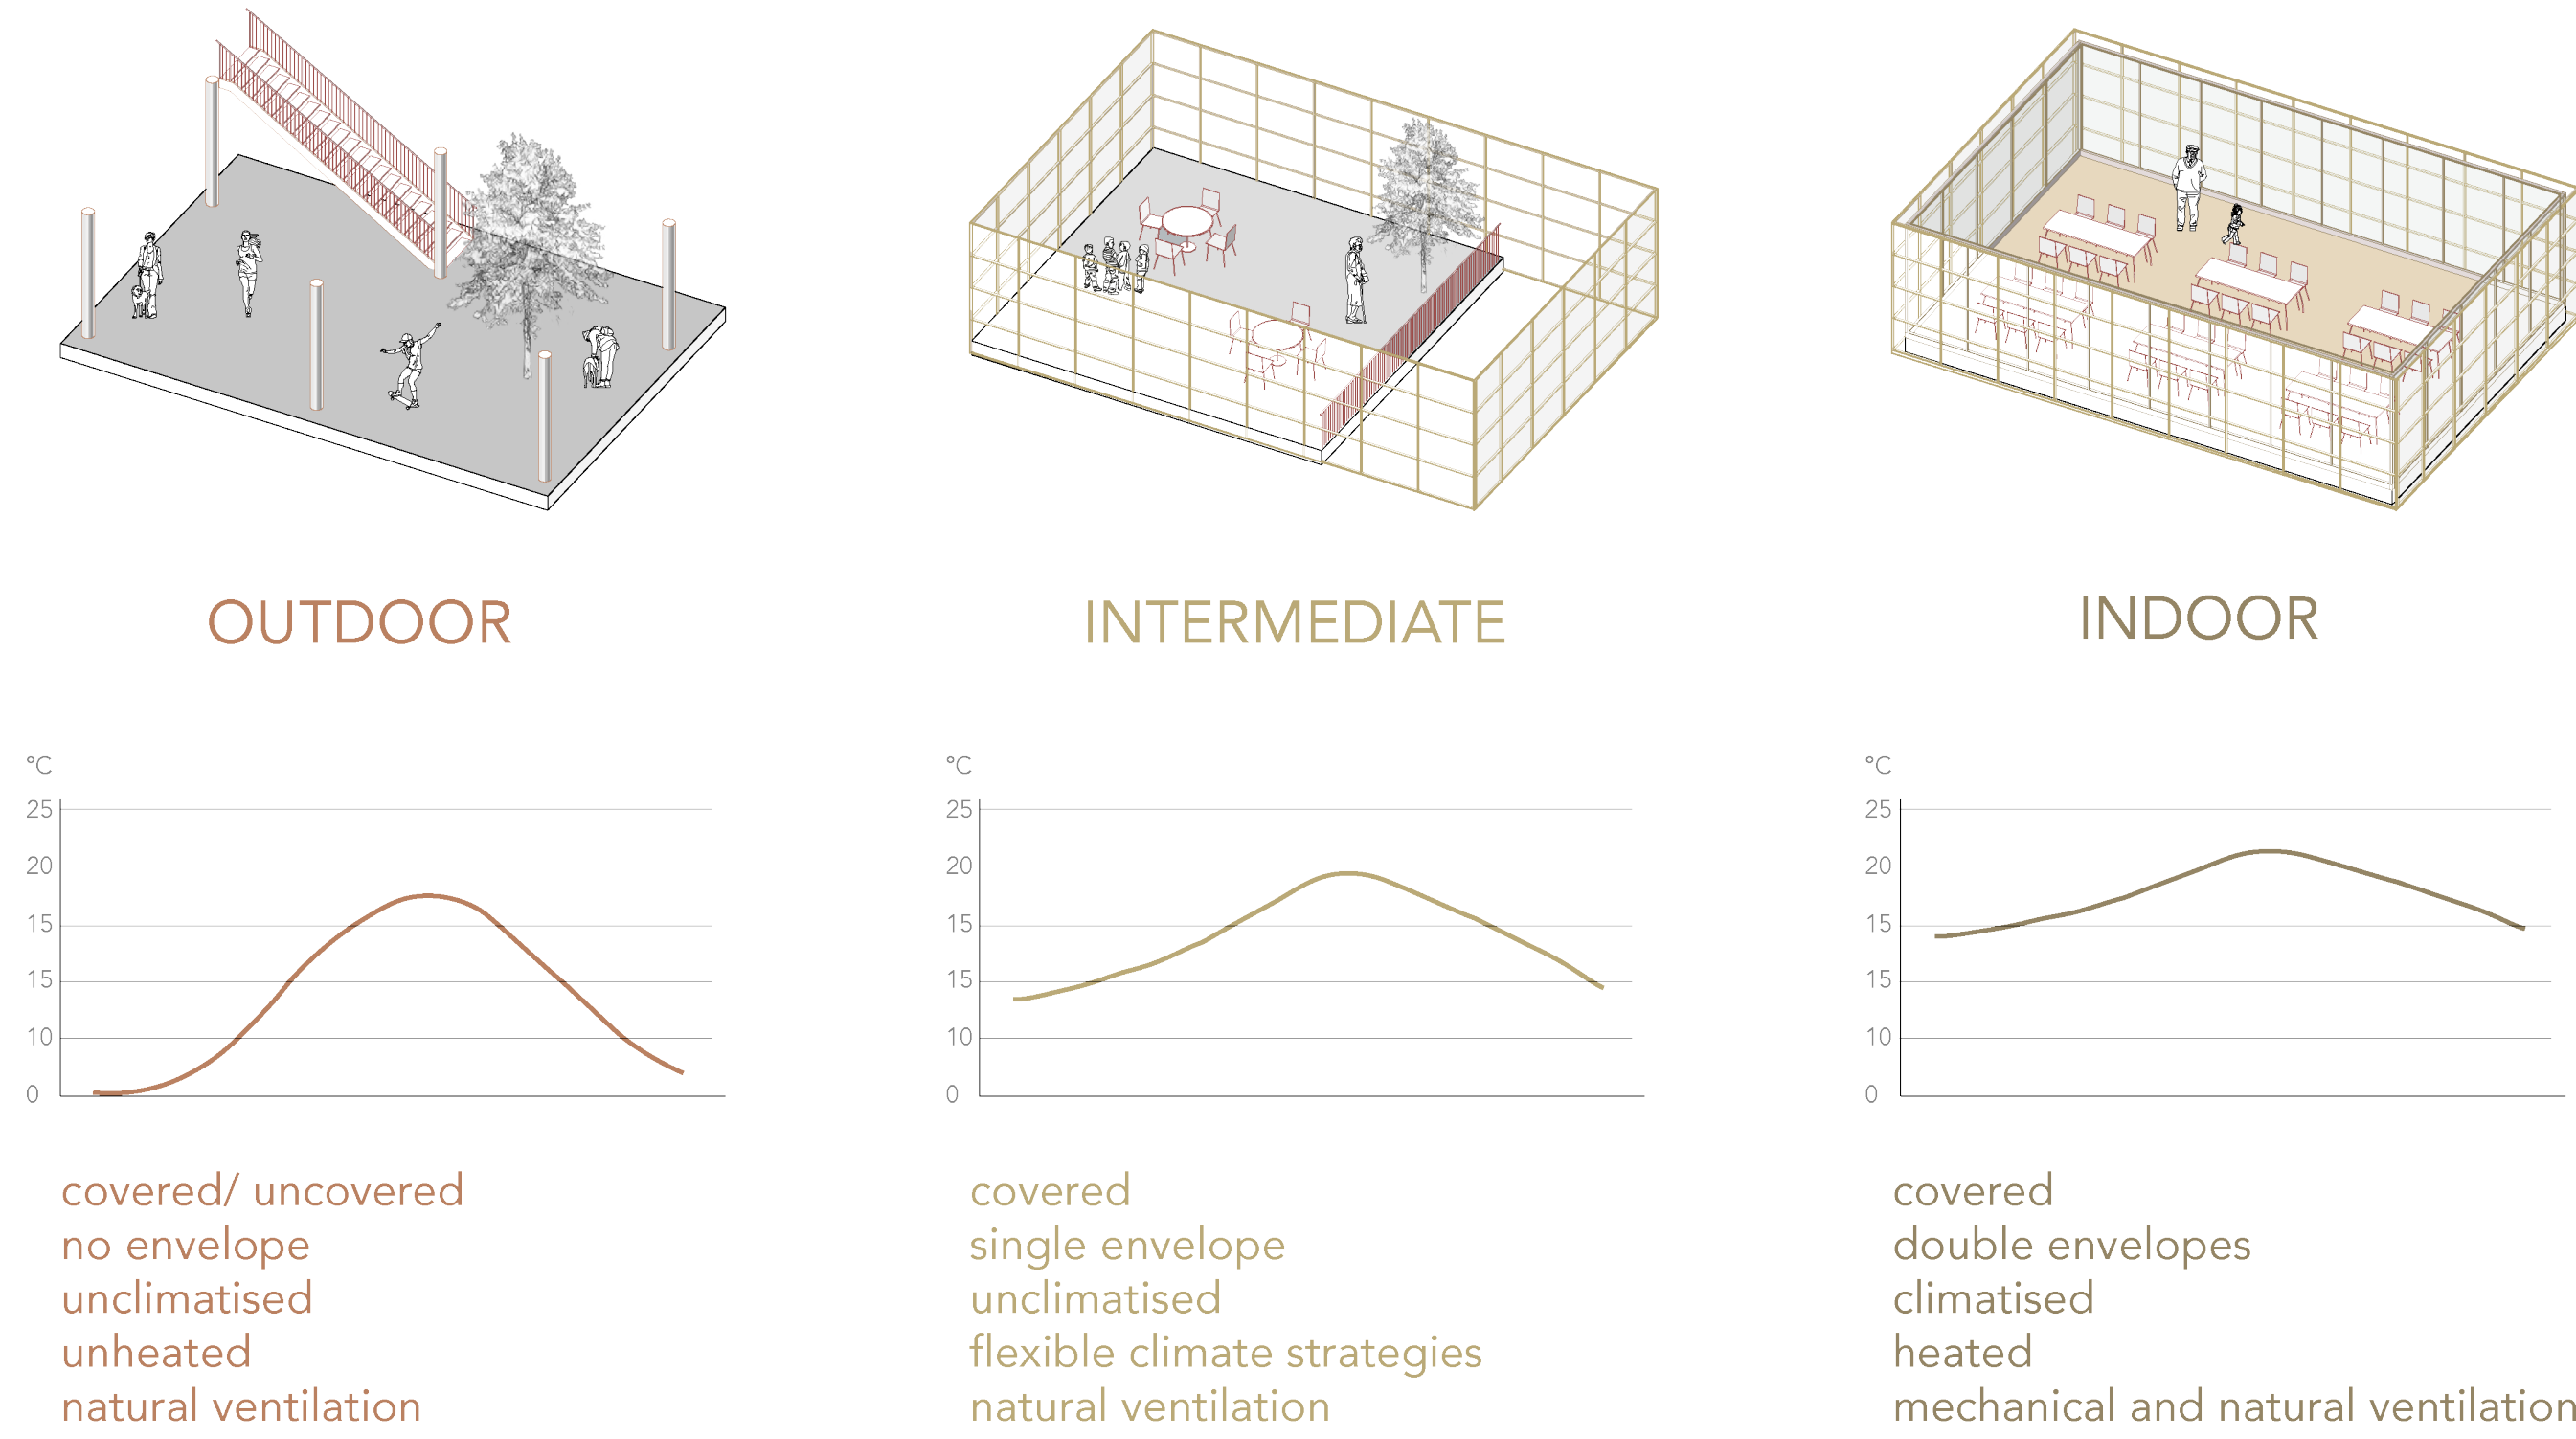 OUTDOOR
INTERMEDIATE
INDOOR
°C
25
20
15
15
10
0
°C
25
20
15
15
10
0
°C
25
20
15
15
10
0
covered/ uncovered
no envelope
unclimatised
unheated
natural ventilation
covered
single envelope
unclimatised
flexible climate strategies
natural ventilation
covered
double envelopes
climatised
heated
mechanical and natural ventilation